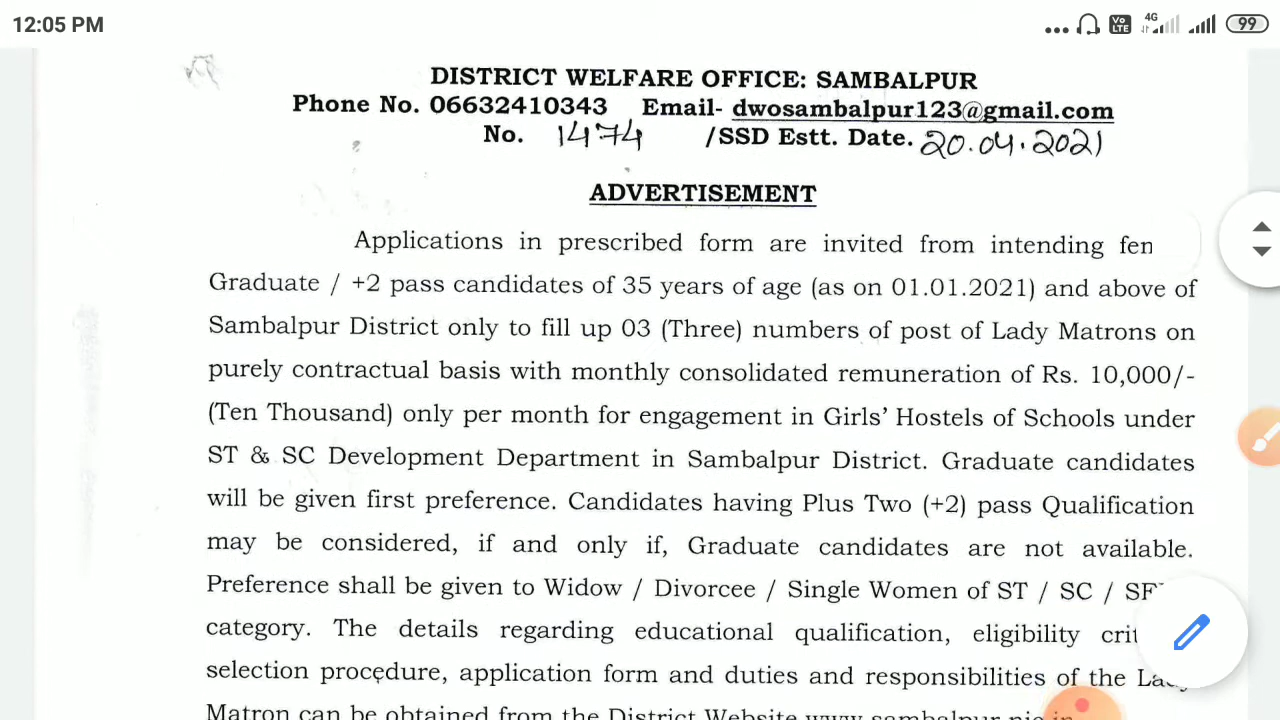 12:05 PM
4G
Vo LTE
99
DISTRICT WELFARE OFFICE: SAMBALPUR
Phone No. 06632410343 Email- dwosambalpur123@gmail.com
No. 1474 /SSD Estt. Date. 20.04.2021
ADVERTISEMENT
Applications in prescribed form are invited from intending
Graduate / +2 pass candidates of 35 years of age (as on 01.01.2021) and above of
Sambalpur District only to fill up 03 (Three) numbers of post of Lady Matrons on
purely contractual basis with monthly consolidated remuneration of Rs. 10,000/-
(Ten Thousand) only per month for engagement in Girls’ Hostels of Schools under
ST & SC Development Department in Sambalpur District. Graduate candidates
will be given first preference. Candidates having Plus Two (+2) pass Qualification
may be considered, if and only if, Graduate candidates are not available.
Preference shall be given to Widow / Divorcee / Single Women of ST / SC /
category. The details regarding educational qualification, eligibility
selection procedure, application form and duties and responsibilities of the
Matron can be obtained from the District Website www.sambalpur.nic.in